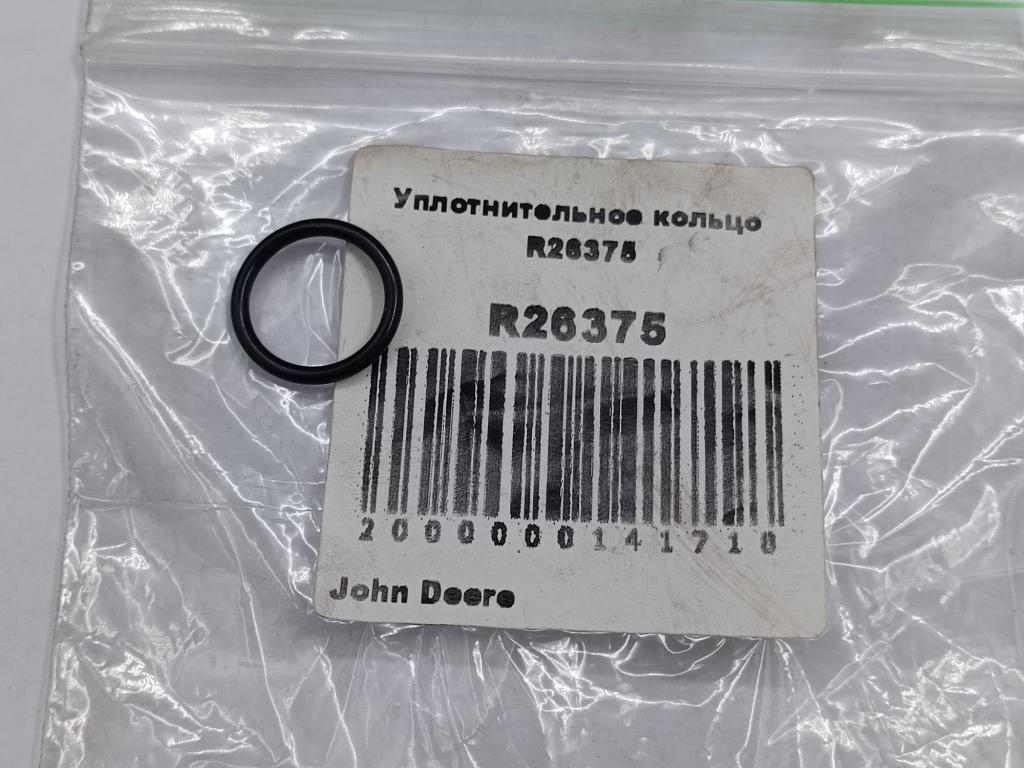 Уплотнительное кольцо
R26375
R26375
2000000141718
John Deere